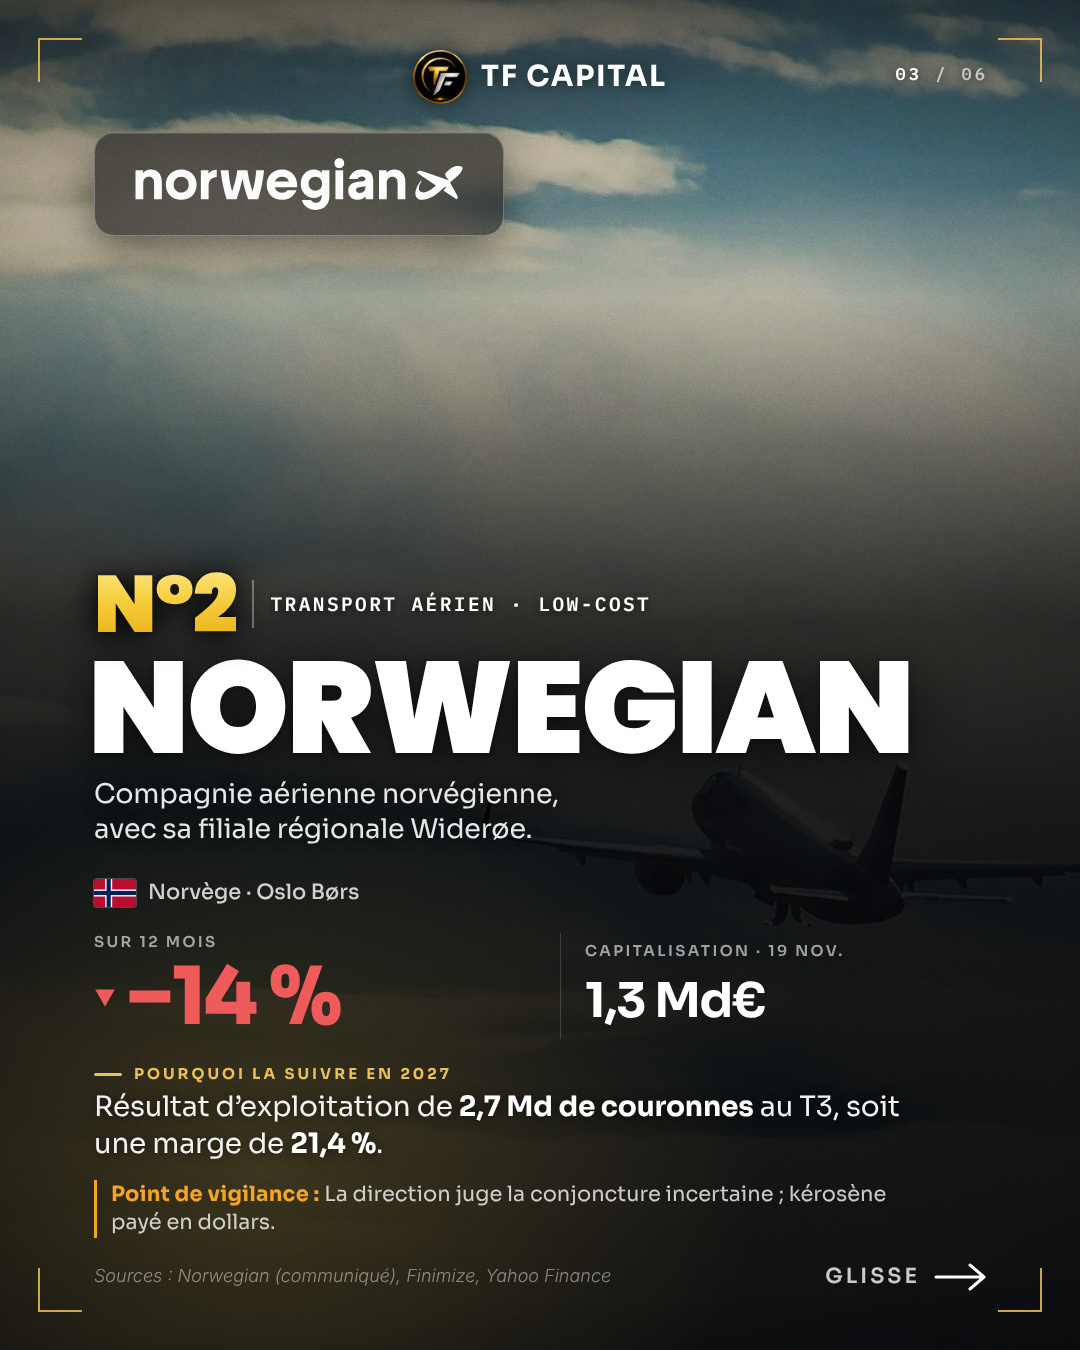 TF CAPITAL
03 / 06
norwegian
Nº2
TRANSPORT AÉRIEN · LOW-COST
NORWEGIAN
Compagnie aérienne norvégienne,
avec sa filiale régionale Widerøe.
Norvège · Oslo Børs
SUR 12 MOIS
▼ −14 %
CAPITALISATION · 19 NOV.
1,3 Md€
POURQUOI LA SUIVRE EN 2027
Résultat d’exploitation de 2,7 Md de couronnes au T3, soit
une marge de 21,4 %.
Point de vigilance : La direction juge la conjoncture incertaine ; kérosène
payé en dollars.
Sources : Norwegian (communiqué), Finimize, Yahoo Finance
GLISSE →